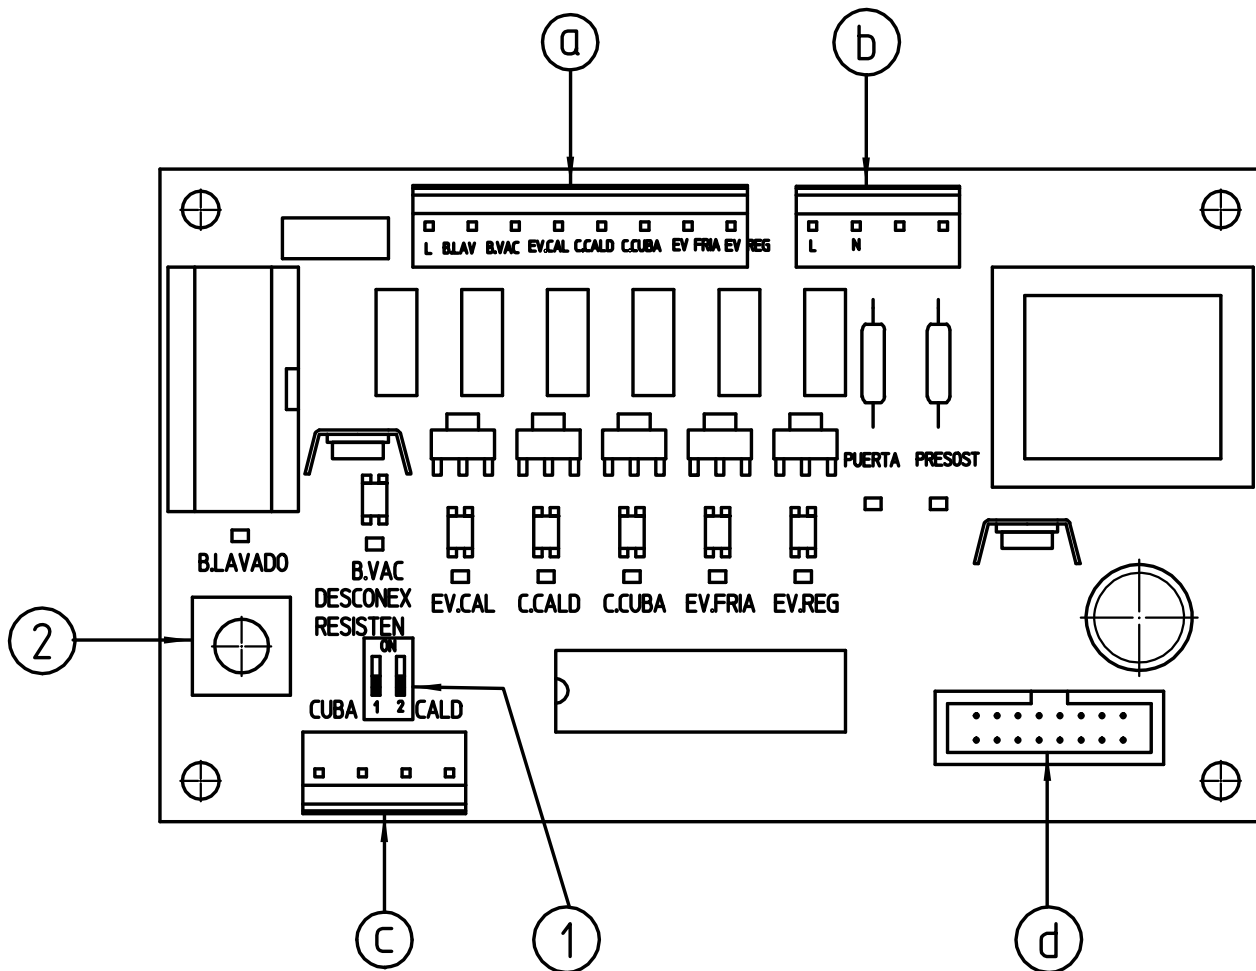 a b
L B.LAV B.VAC EV.CAL C.CALD C.CUBA EV FRIA EV REG
L N
PUERTA PRESOST
B.LAVADO
B.VAC
DESCONEX
RESISTEN
EV.CAL C.CALD C.CUBA EV.FRIA EV.REG
2
ON
CUBA 1 2 CALD
c 1 d